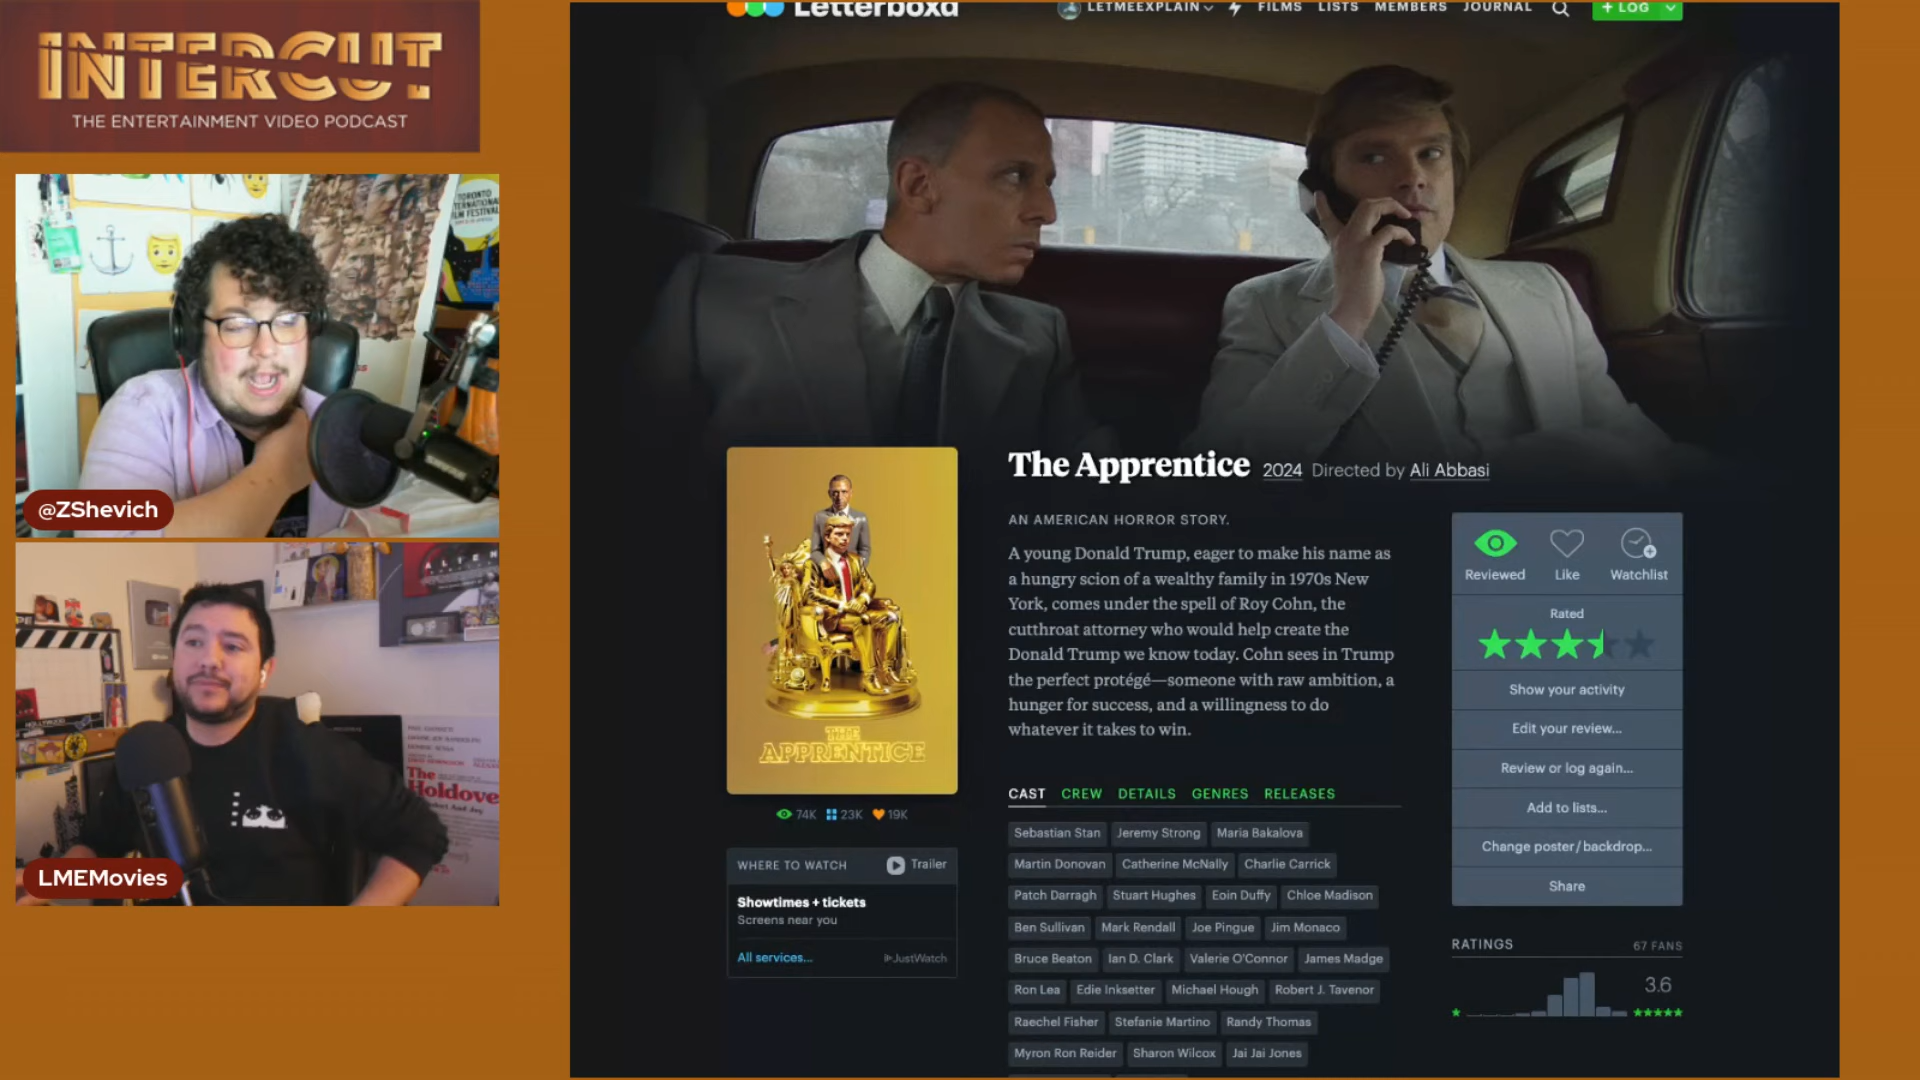 INTERCUT
THE ENTERTAINMENT VIDEO PODCAST
TORONTO
@ZShevich
The
LMEMovies
Letterboxd
LETMEEXPLAIN FILMS LISTS MEMBERS JOURNAL + LOG
THE
APPRENTICE
74K 23K 19K
WHERE TO WATCH Trailer
Showtimes + tickets
Screens near you
All services... JustWatch
The Apprentice 2024 Directed by Ali Abbasi
AN AMERICAN HORROR STORY.
A young Donald Trump, eager to make his name as
a hungry scion of a wealthy family in 1970s New
York, comes under the spell of Roy Cohn, the
cutthroat attorney who would help create the
Donald Trump we know today. Cohn sees in Trump
the perfect protégé—someone with raw ambition, a
hunger for success, and a willingness to do
whatever it takes to win.
CAST CREW DETAILS GENRES RELEASES
Sebastian Stan Jeremy Strong Maria Bakalova
Martin Donovan Catherine McNally Charlie Carrick
Patch Darragh Stuart Hughes Eoin Duffy Chloe Madison
Ben Sullivan Mark Rendall Joe Pingue Jim Monaco
Bruce Beaton Ian D. Clark Valerie O'Connor James Madge
Ron Lea Edie Inksetter Michael Hough Robert J. Tavenor
Raechel Fisher Stefanie Martino Randy Thomas
Myron Ron Reider Sharon Wilcox Jai Jai Jones
Reviewed Like Watchlist
Rated
Show your activity
Edit your review...
Review or log again...
Add to lists...
Change poster/backdrop...
Share
RATINGS 67 FANS
3.6